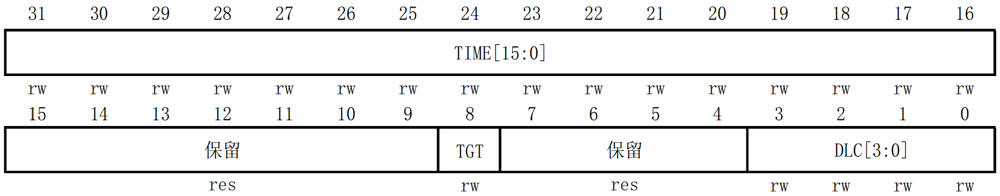 31 30 29 28 27 26 25 24 23 22 21 20 19 18 17 16
TIME[15:0]
rw rw rw rw rw rw rw rw rw rw rw rw rw rw rw rw
15 14 13 12 11 10 9 8 7 6 5 4 3 2 1 0
保留 TGT 保留 DLC[3:0]
res rw res rw rw rw rw